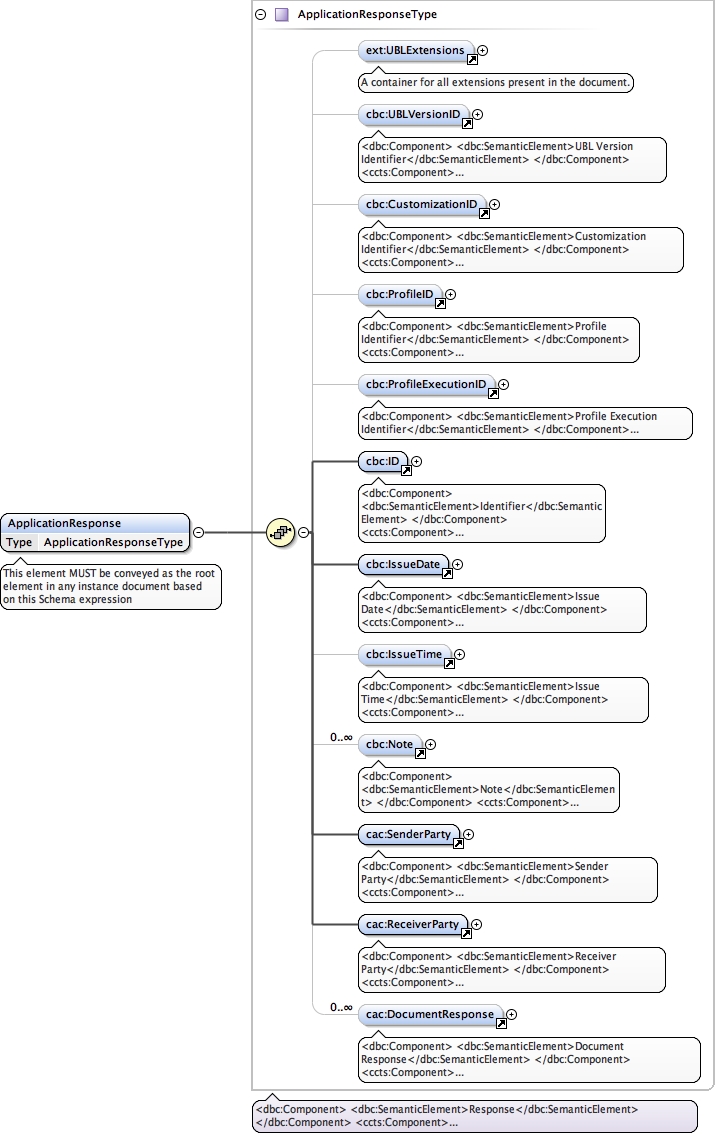 ApplicationResponseType
ext:UBLExtensions
A container for all extensions present in the document.
cbc:UBLVersionID
<dbc:Component> <dbc:SemanticElement>UBL Version
Identifier</dbc:SemanticElement> </dbc:Component>
<ccts:Component>...
cbc:CustomizationID
<dbc:Component> <dbc:SemanticElement>Customization
Identifier</dbc:SemanticElement> </dbc:Component>
<ccts:Component>...
cbc:ProfileID
<dbc:Component> <dbc:SemanticElement>Profile
Identifier</dbc:SemanticElement> </dbc:Component>
<ccts:Component>...
cbc:ProfileExecutionID
<dbc:Component> <dbc:SemanticElement>Profile Execution
Identifier</dbc:SemanticElement> </dbc:Component>...
cbc:ID
<dbc:Component>
<dbc:SemanticElement>Identifier</dbc:Semantic
Element> </dbc:Component>
<ccts:Component>...
ApplicationResponse
Type ApplicationResponseType
This element MUST be conveyed as the root
element in any instance document based
on this Schema expression
cbc:IssueDate
<dbc:Component> <dbc:SemanticElement>Issue
Date</dbc:SemanticElement> </dbc:Component>
<ccts:Component>...
cbc:IssueTime
<dbc:Component> <dbc:SemanticElement>Issue
Time</dbc:SemanticElement> </dbc:Component>
<ccts:Component>...
0..∞
cbc:Note
<dbc:Component>
<dbc:SemanticElement>Note</dbc:SemanticElemen
t> </dbc:Component> <ccts:Component>...
cac:SenderParty
<dbc:Component> <dbc:SemanticElement>Sender
Party</dbc:SemanticElement> </dbc:Component>
<ccts:Component>...
cac:ReceiverParty
<dbc:Component> <dbc:SemanticElement>Receiver
Party</dbc:SemanticElement> </dbc:Component>
<ccts:Component>...
0..∞
cac:DocumentResponse
<dbc:Component> <dbc:SemanticElement>Document
Response</dbc:SemanticElement> </dbc:Component>
<ccts:Component>...
<dbc:Component> <dbc:SemanticElement>Response</dbc:SemanticElement>
</dbc:Component> <ccts:Component>...